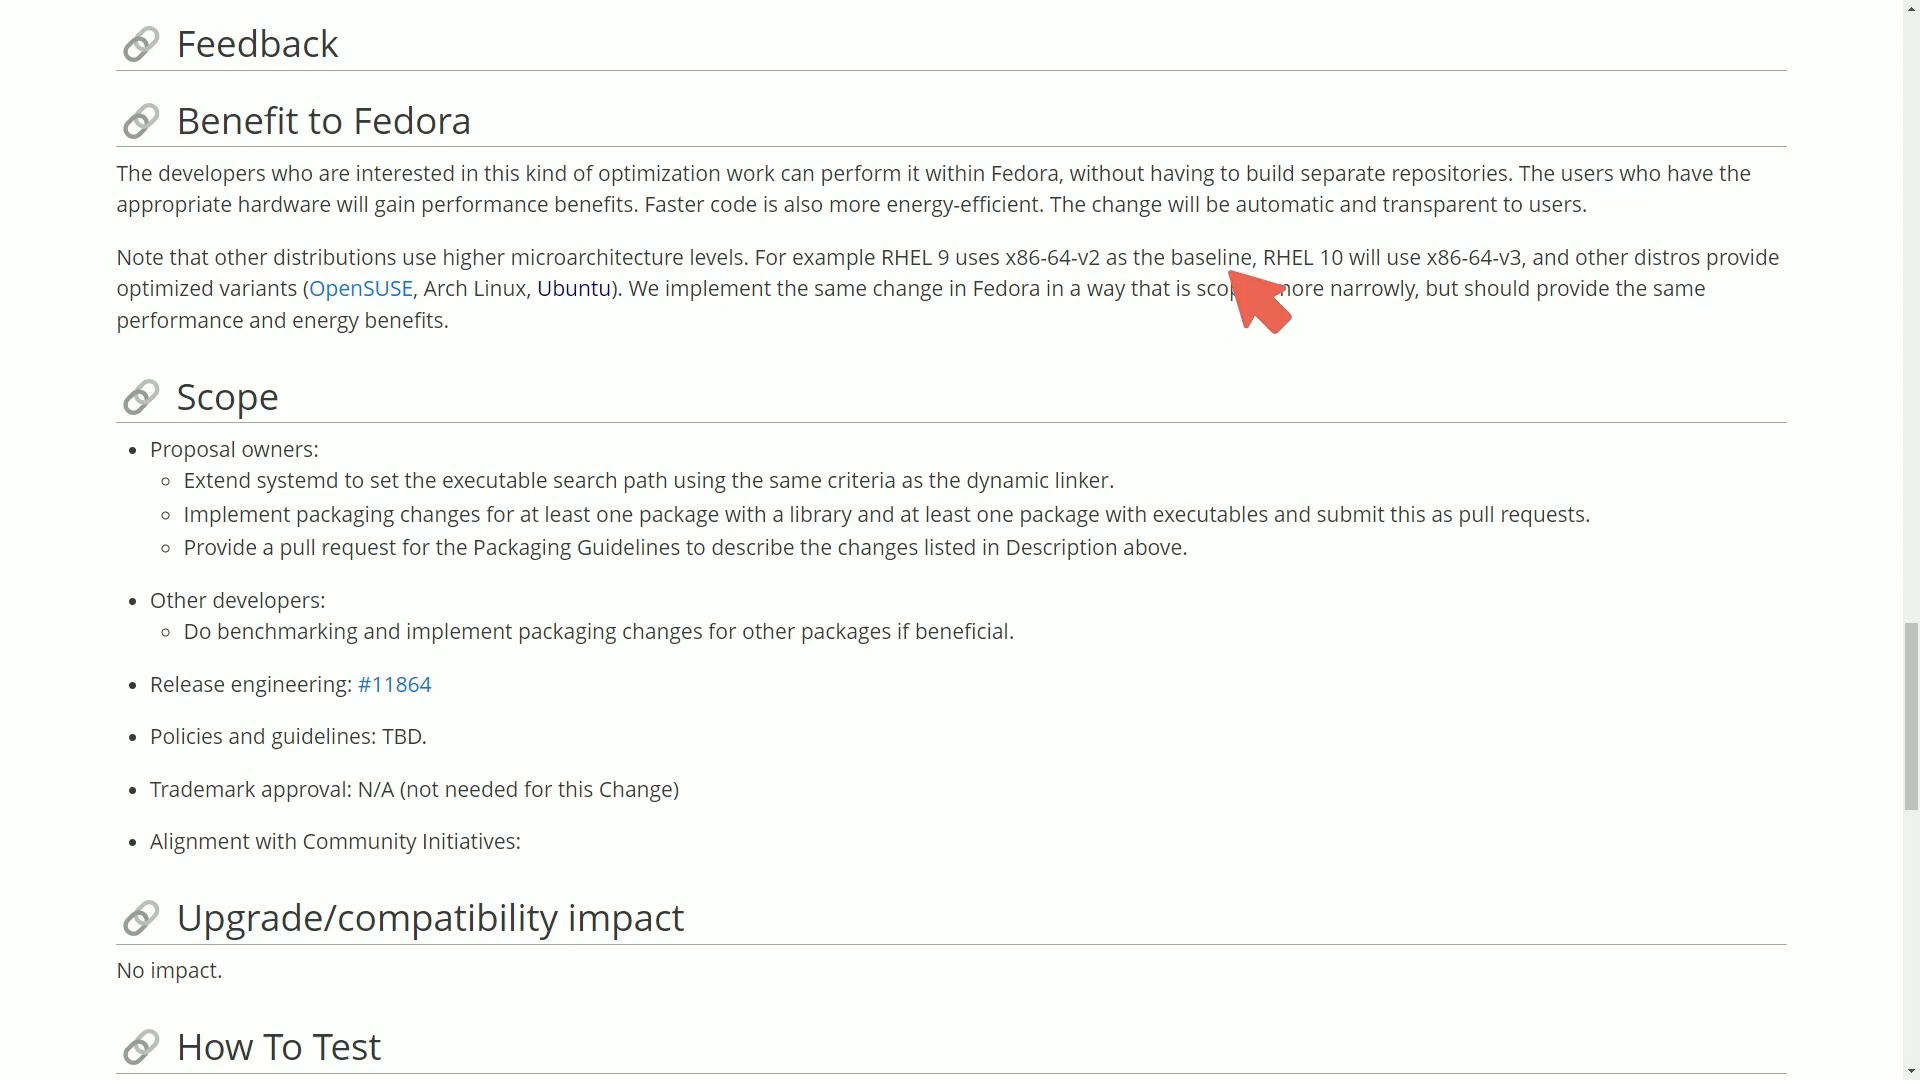 Feedback
Benefit to Fedora
The developers who are interested in this kind of optimization work can perform it within Fedora, without having to build separate repositories. The users who have the
appropriate hardware will gain performance benefits. Faster code is also more energy-efficient. The change will be automatic and transparent to users.
Note that other distributions use higher microarchitecture levels. For example RHEL 9 uses x86-64-v2 as the baseline, RHEL 10 will use x86-64-v3, and other distros provide
optimized variants (OpenSUSE, Arch Linux, Ubuntu). We implement the same change in Fedora in a way that is more narrowly, but should provide the same
performance and energy benefits.
Scope
• Proposal owners:
◦ Extend systemd to set the executable search path using the same criteria as the dynamic linker.
◦ Implement packaging changes for at least one package with a library and at least one package with executables and submit this as pull requests.
◦ Provide a pull request for the Packaging Guidelines to describe the changes listed in Description above.
• Other developers:
◦ Do benchmarking and implement packaging changes for other packages if beneficial.
• Release engineering: #11864
• Policies and guidelines: TBD.
• Trademark approval: N/A (not needed for this Change)
• Alignment with Community Initiatives:
Upgrade/compatibility impact
No impact.
How To Test